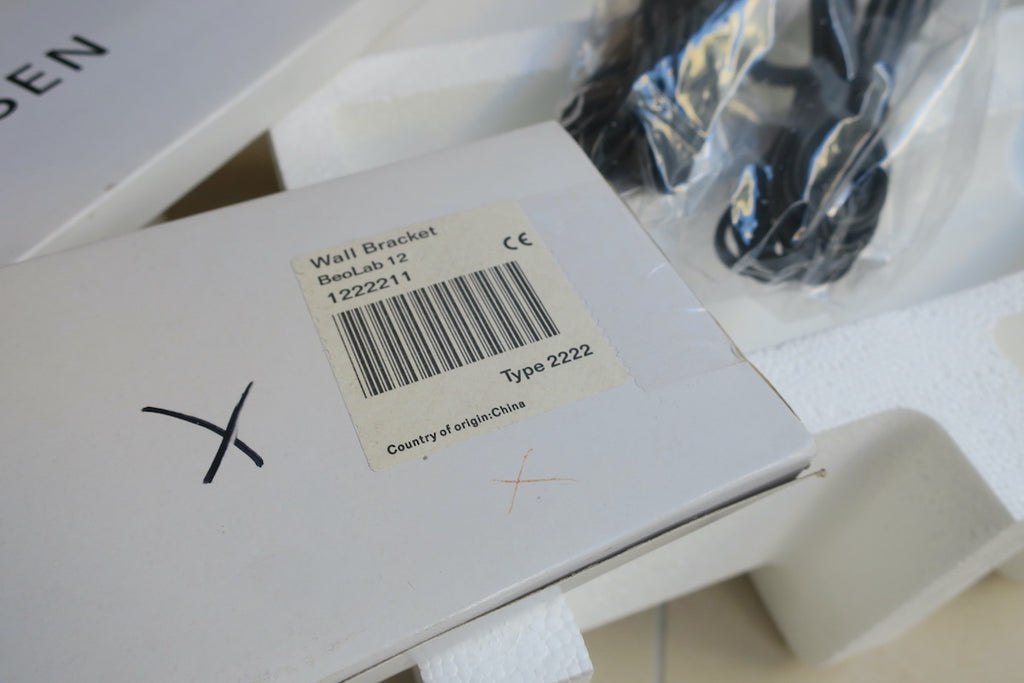 SEN
Wall Bracket
BeoLab 12
1222211
CE
Type 2222
Country of origin:China
X
X